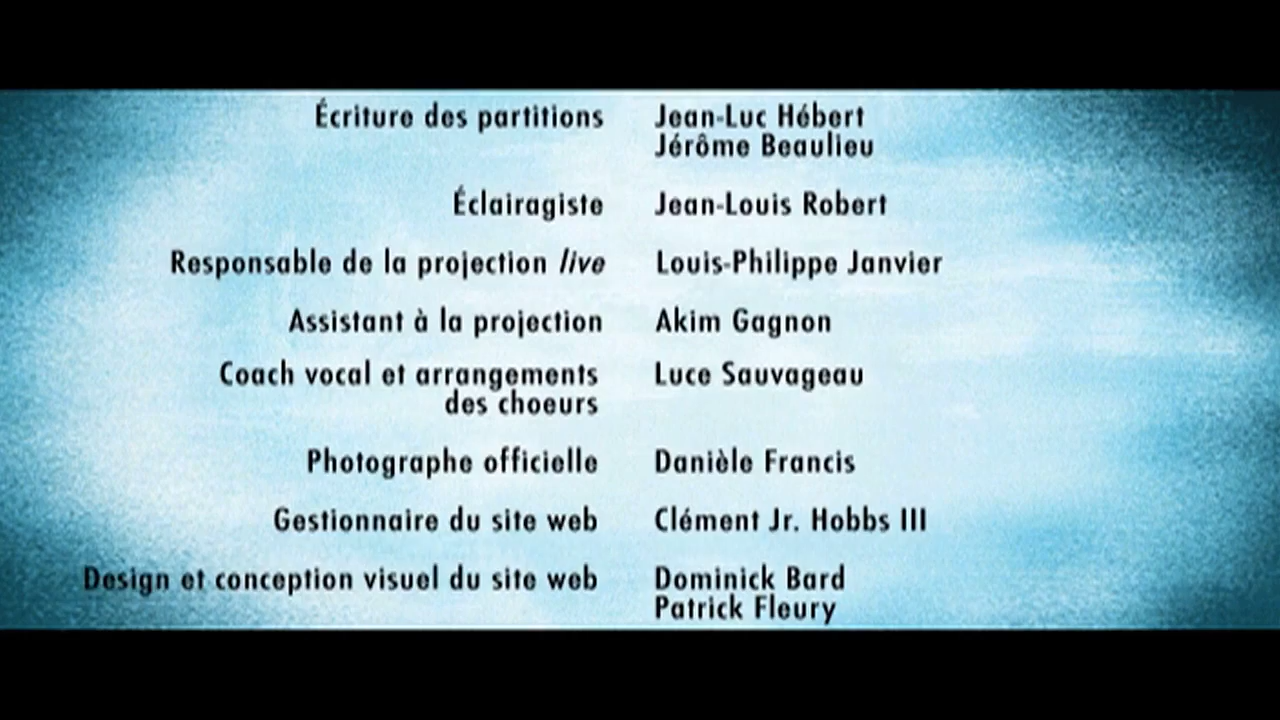 Écriture des partitions Jean-Luc Hébert
Jérôme Beaulieu
Éclairagiste Jean-Louis Robert
Responsable de la projection live Louis-Philippe Janvier
Assistant à la projection Akim Gagnon
Coach vocal et arrangements Luce Sauvageau
des choeurs
Photographe officielle Danièle Francis
Gestionnaire du site web Clément Jr. Hobbs III
Design et conception visuel du site web Dominick Bard
Patrick Fleury